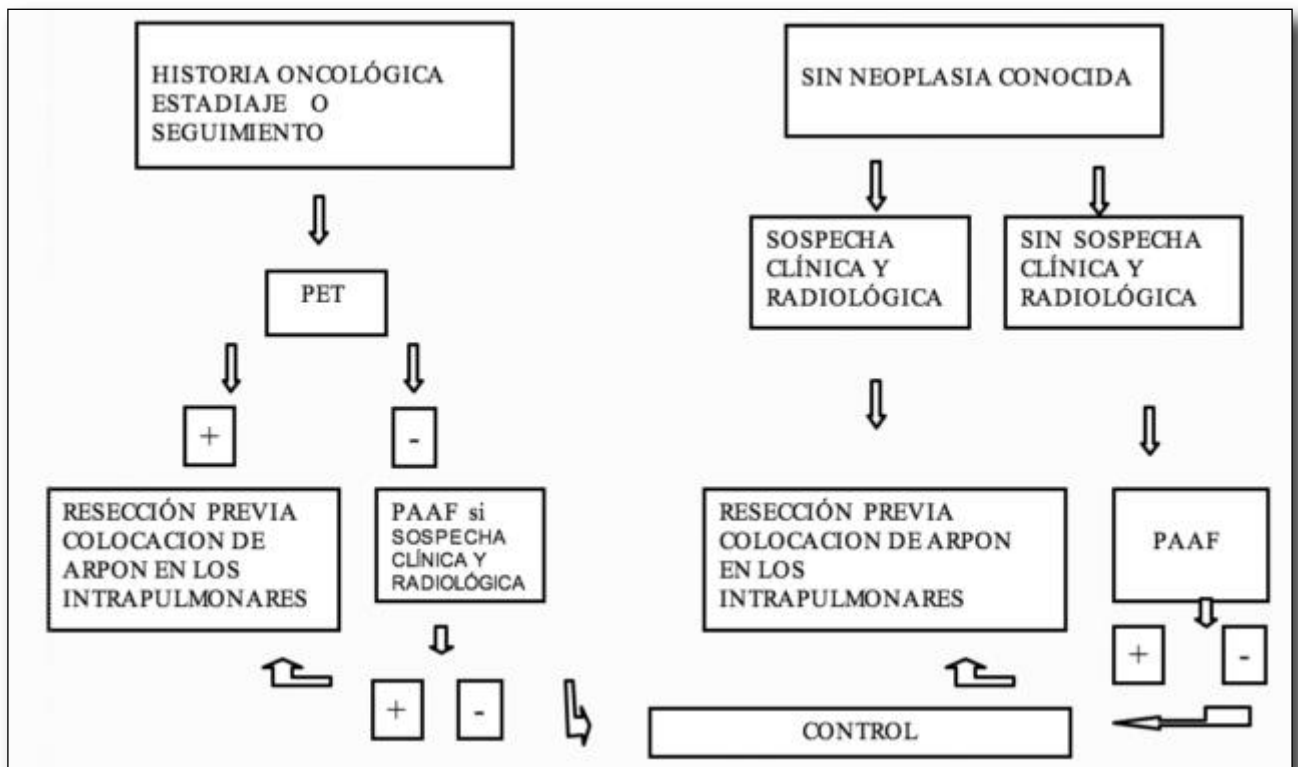 HISTORIA ONCOLÓGICA
ESTADIAJE O
SEGUIMIENTO
PET
+
-
RESECCIÓN PREVIA
COLOCACION DE
ARPON EN LOS
INTRAPULMONARES
PAAF si
SOSPECHA
CLÍNICA Y
RADIOLÓGICA
+
-
SIN NEOPLASIA CONOCIDA
SOSPECHA
CLÍNICA Y
RADIOLÓGICA
SIN SOSPECHA
CLÍNICA Y
RADIOLÓGICA
RESECCIÓN PREVIA
COLOCACION DE ARPON
EN LOS
INTRAPULMONARES
PAAF
+
-
CONTROL